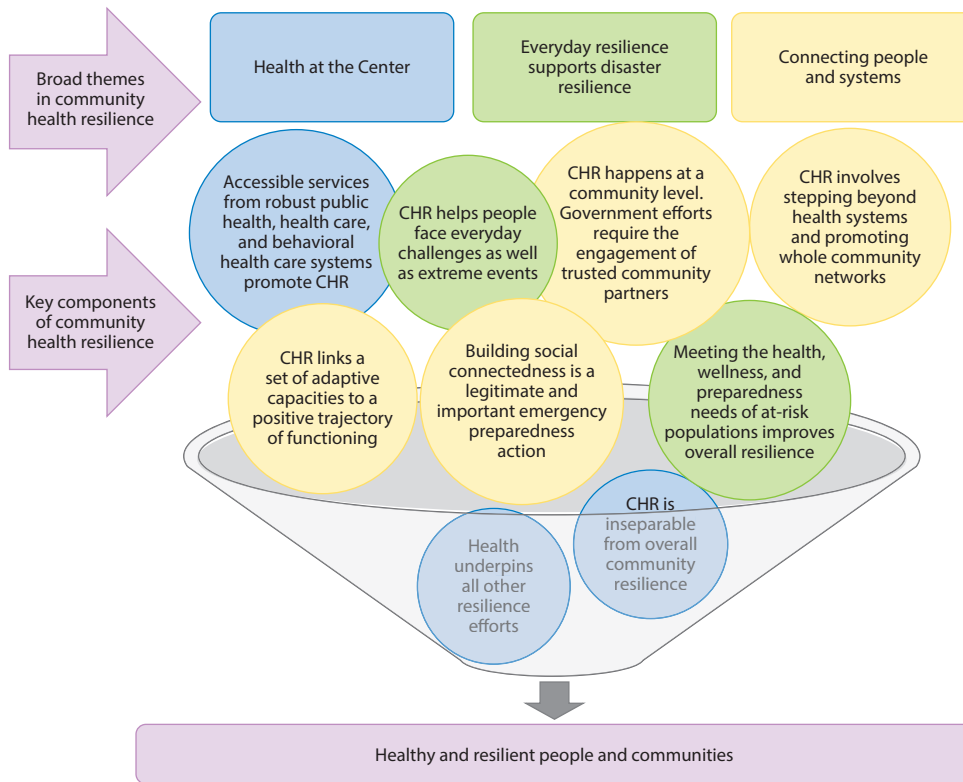 Broad themes
in community
health resilience
Health at the Center
Everyday resilience
supports disaster
resilience
Connecting people
and systems
Key components
of community
health resilience
Accessible services
from robust public
health, health care,
and behavioral
health care systems
promote CHR
CHR helps people
face everyday
challenges as well
as extreme events
CHR happens at a
community level.
Government efforts
require the
engagement of
trusted community
partners
CHR involves
stepping beyond
health systems
and promoting
whole community
networks
CHR links a
set of adaptive
capacities to a
positive trajectory
of functioning
Building social
connectedness is a
legitimate and
important emergency
preparedness
action
Meeting the health,
wellness, and
preparedness
needs of at-risk
populations improves
overall resilience
Health
underpins
all other
resilience
efforts
CHR is
inseparable
from overall
community
resilience
Healthy and resilient people and communities